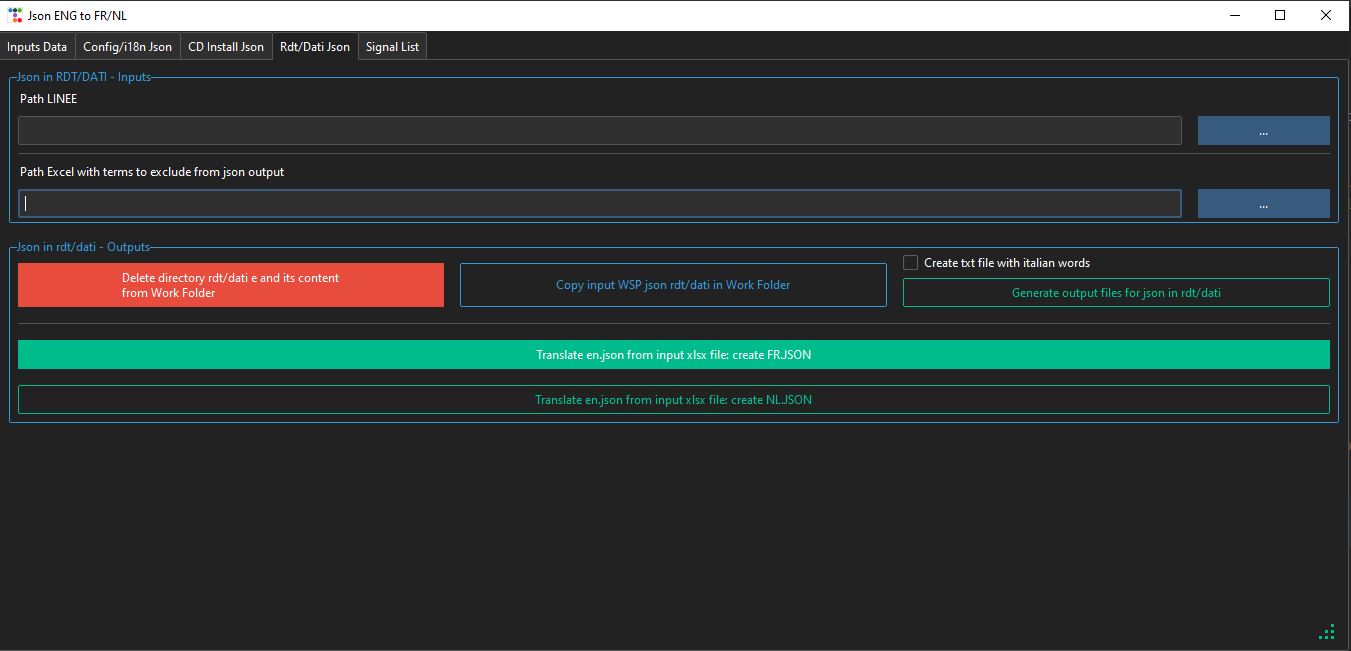 Json ENG to FR/NL
Inputs Data
Config/i18n Json
CD Install Json
Rdt/Dati Json
Signal List
Json in RDT/DATI - Inputs
Path LINEE
...
Path Excel with terms to exclude from json output
...
Json in rdt/dati - Outputs
Delete directory rdt/dati e and its content
from Work Folder
Copy input WSP json rdt/dati in Work Folder
Create txt file with italian words
Generate output files for json in rdt/dati
Translate en.json from input xlsx file: create FR.JSON
Translate en.json from input xlsx file: create NL.JSON